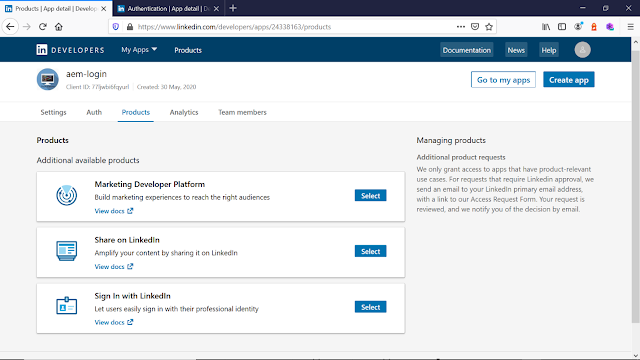 Products | App detail | Develop
Authentication | App detail | De
https://www.linkedin.com/developers/apps/24338163/products
in DEVELOPERS
My Apps
Products
Documentation
News
Help
aem-login
Created: 30 May, 2020
Go to my apps
Create app
Settings
Auth
Products
Analytics
Team members
Products
Additional available products
Marketing Developer Platform
Build marketing experiences to reach the right audiences
View docs
Select
Share on LinkedIn
Amplify your content by sharing it on LinkedIn
View docs
Select
Sign In with LinkedIn
Let users easily sign in with their professional identity
View docs
Select
Managing products
Additional product requests
We only grant access to apps that have product-relevant
use cases. For requests that require LinkedIn approval, we
send an email to your LinkedIn primary email address,
with a link to our Access Request Form. Your request is
reviewed, and we notify you of the decision by email.